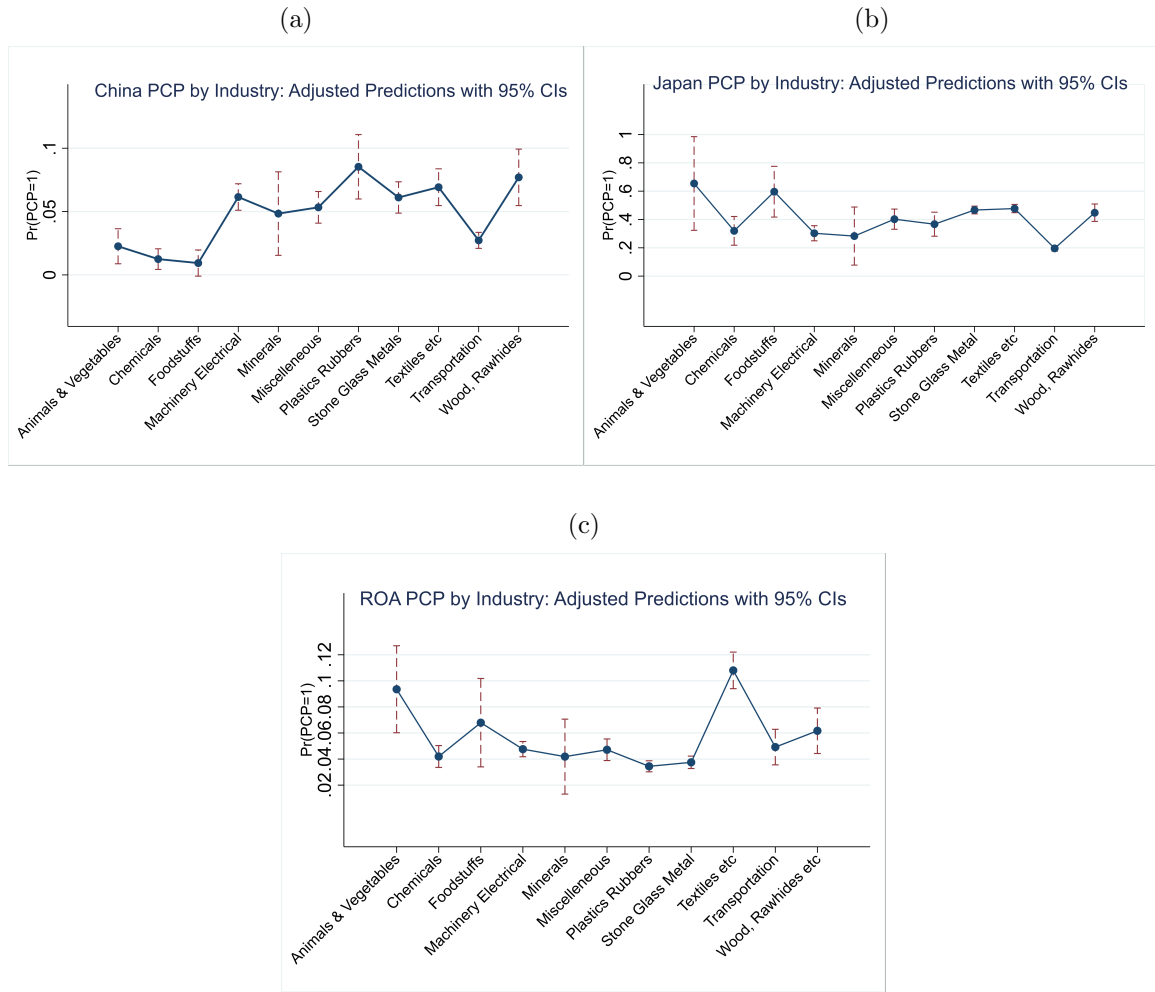 (a)
China PCP by Industry: Adjusted Predictions with 95% CIs
Pr(PCP=1)
.1
.05
0
Animals & Vegetables
Chemicals
Foodstuffs
Machinery Electrical
Minerals
Miscelleneous
Plastics Rubbers
Stone Glass Metals
Textiles etc
Transportation
Wood, Rawhides
(b)
Japan PCP by Industry: Adjusted Predictions with 95% CIs
Pr(PCP=1)
1
.8
.6
.4
.2
0
Animals & Vegetables
Chemicals
Foodstuffs
Machinery Electrical
Minerals
Miscellenneous
Plastics Rubbers
Stone Glass Metal
Textiles etc
Transportation
Wood, Rawhides
(c)
ROA PCP by Industry: Adjusted Predictions with 95% CIs
Pr(PCP=1)
.12
.1
.08
.06
.04
.02
Animals & Vegetables
Chemicals
Foodstuffs
Machinery Electrical
Minerals
Miscelleneous
Plastics Rubbers
Stone Glass Metal
Textiles etc
Transportation
Wood, Rawhides etc